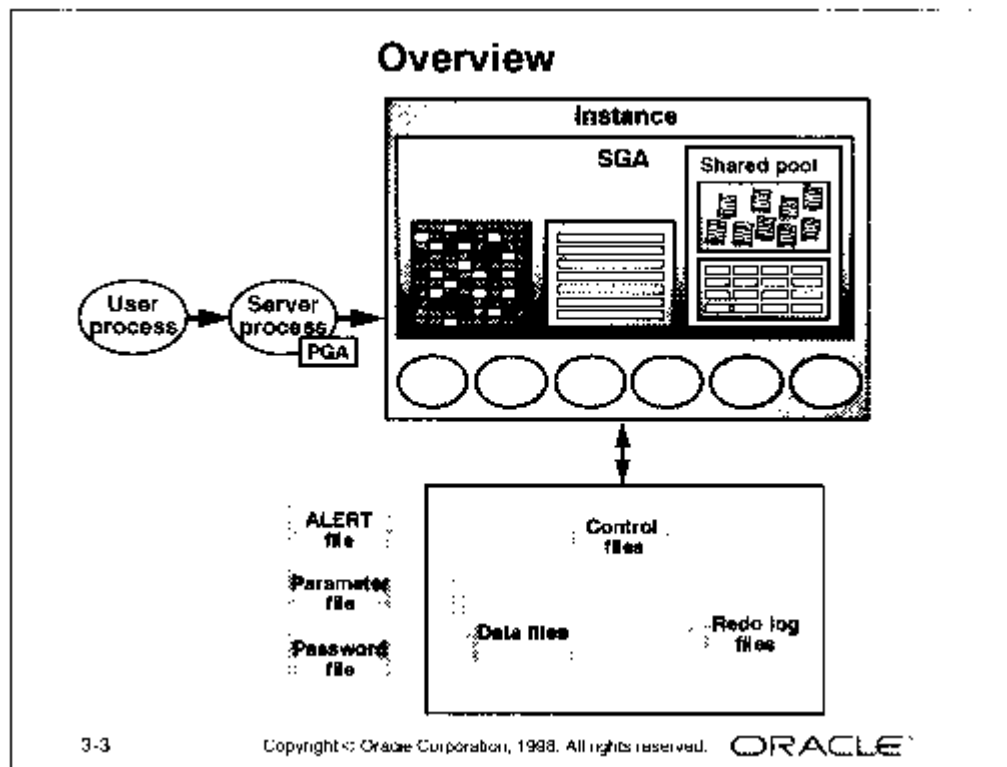 Overview
Instance
SGA
Shared pool
User
process
Server
process
PGA
ALERT
file
Parameter
file
Password
file
Control
files
Data files
Redo log
files
3-3
Copyright © Oracle Corporation, 1998. All rights reserved.
ORACLE